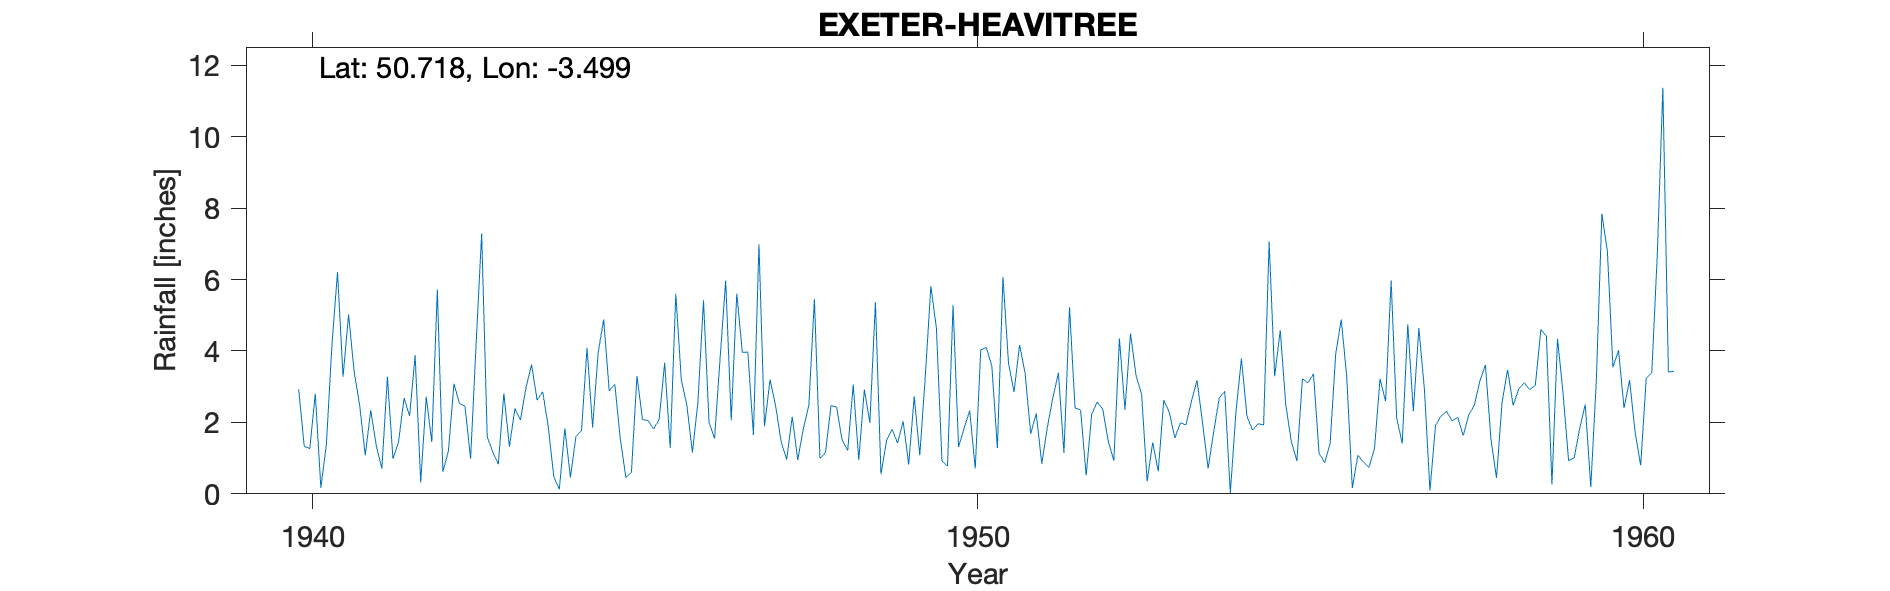 EXETER-HEAVITREE
Lat: 50.718, Lon: -3.499
12
10
8
6
4
2
0
Rainfall [inches]
1940 1950 1960
Year